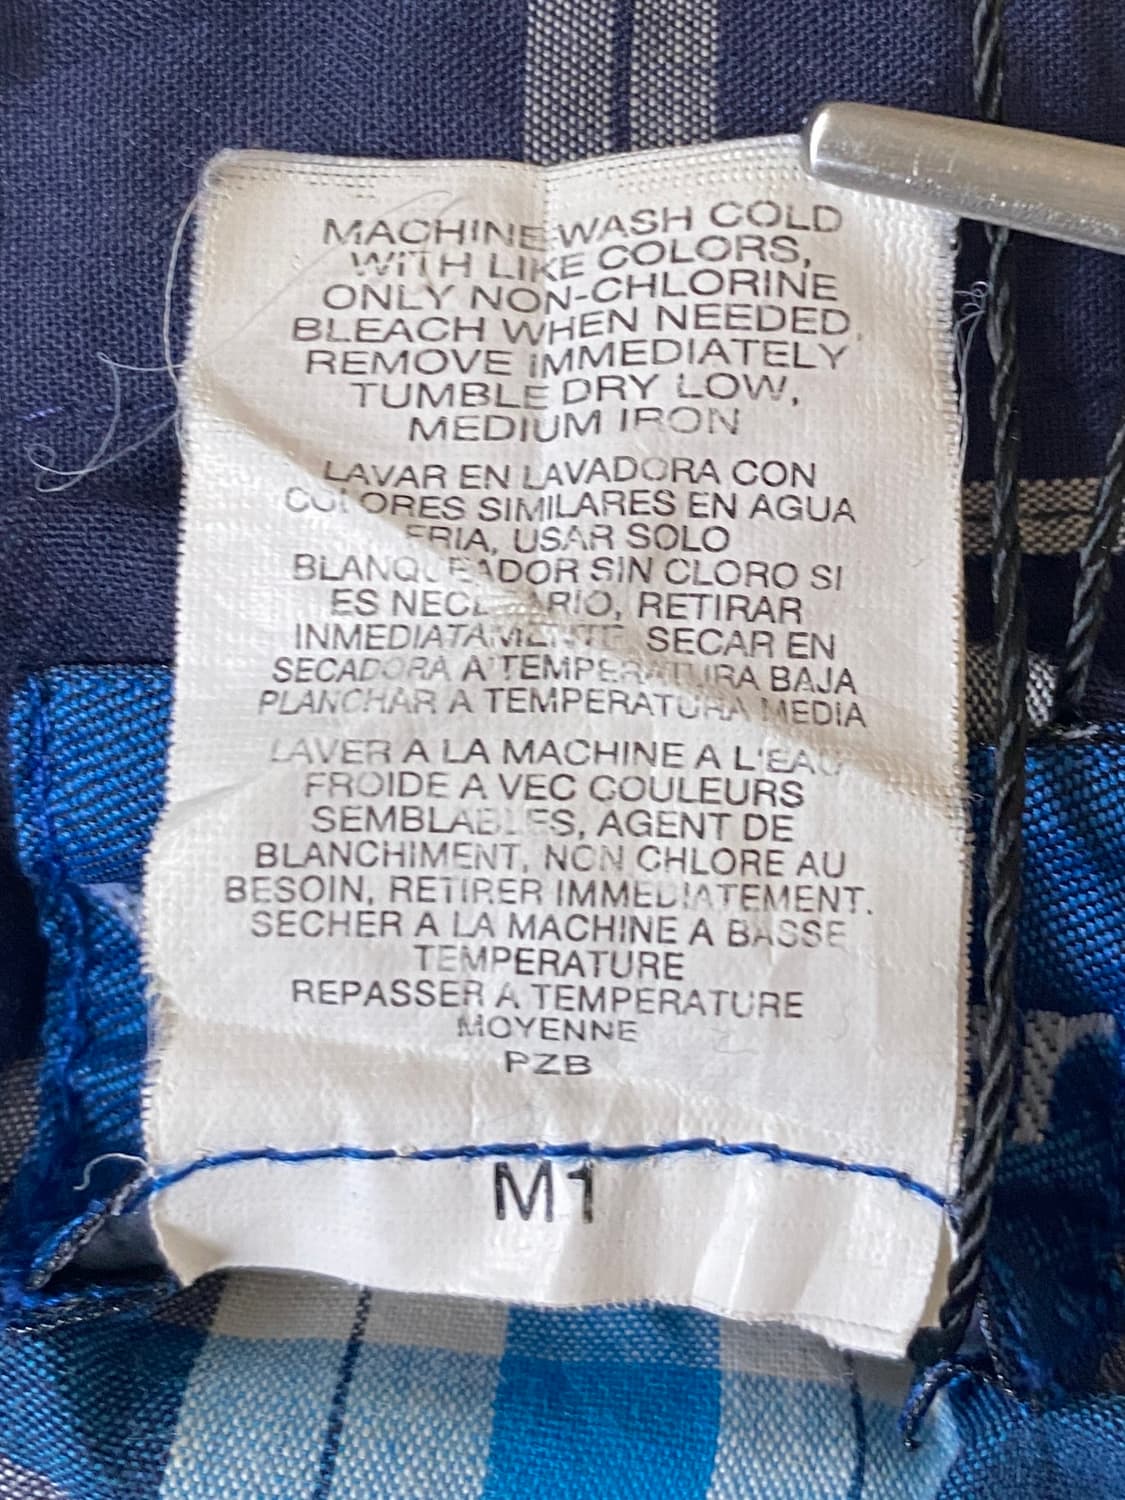 MACHINE WASH COLD
WITH LIKE COLORS,
ONLY NON-CHLORINE
BLEACH WHEN NEEDED,
REMOVE IMMEDIATELY
TUMBLE DRY LOW,
MEDIUM IRON
LAVAR EN LAVADORA CON
COLORES SIMILARES EN AGUA
FRIA, USAR SOLO
BLANQUEADOR SIN CLORO SI
ES NECESARIO, RETIRAR
INMEDIATAMENTE, SECAR EN
SECADORA A TEMPERATURA BAJA
PLANCHAR A TEMPERATURA MEDIA
LAVER A LA MACHINE A L'EAU
FROIDE A VEC COULEURS
SEMBLABLES, AGENT DE
BLANCHIMENT, NON CHLORE AU
BESOIN, RETIRER IMMEDIATEMENT.
SECHER A LA MACHINE A BASSE
TEMPERATURE
REPASSER A TEMPERATURE
MOYENNE
PZB
M1